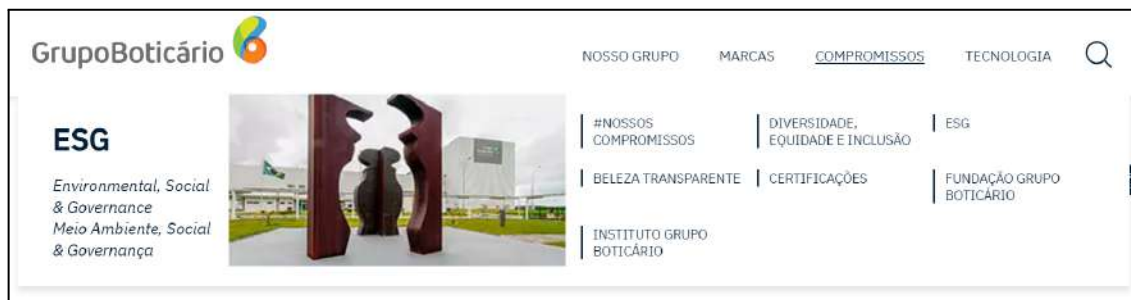 GrupoBoticário
NOSSO GRUPO
MARCAS
COMPROMISSOS
TECNOLOGIA
ESG
Environmental, Social
& Governance
Meio Ambiente, Social
& Governança
#NOSSOS
COMPROMISSOS
DIVERSIDADE,
EQUIDADE E INCLUSÃO
ESG
BELEZA TRANSPARENTE
CERTIFICAÇÕES
FUNDAÇÃO GRUPO
BOTICÁRIO
INSTITUTO GRUPO
BOTICÁRIO